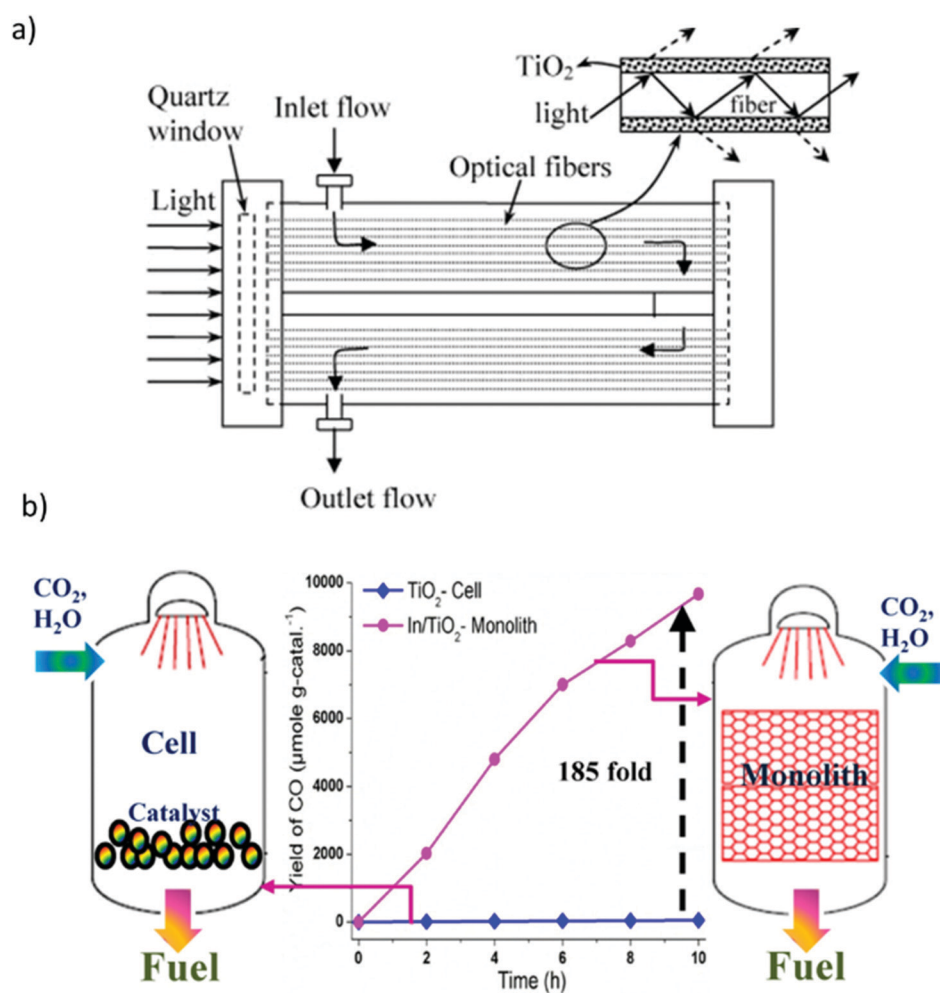 a)
TiO₂
light
fiber
Quartz
window
Inlet flow
Optical fibers
Light
Outlet flow
b)
CO₂,
H₂O
Cell
Catalyst
Fuel
Yield of CO (µmole g-catal.⁻¹)
10000
8000
6000
4000
2000
0
TiO₂- Cell
In/TiO₂- Monolith
185 fold
0 2 4 6 8 10
Time (h)
CO₂,
H₂O
Monolith
Fuel